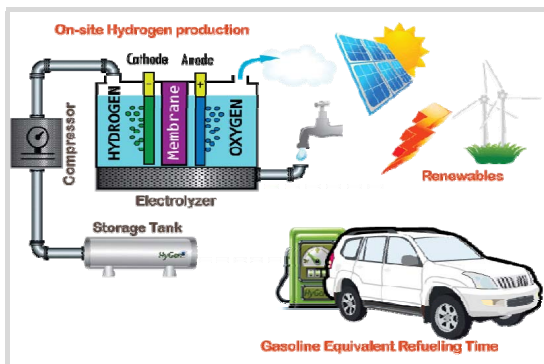 On-site Hydrogen production
Cathode
Anode
-
+
HYDROGEN
Membrane
OXYGEN
Compressor
Electrolyzer
Renewables
Storage Tank
HyGen
HyGen
Gasoline Equivalent Refueling Time